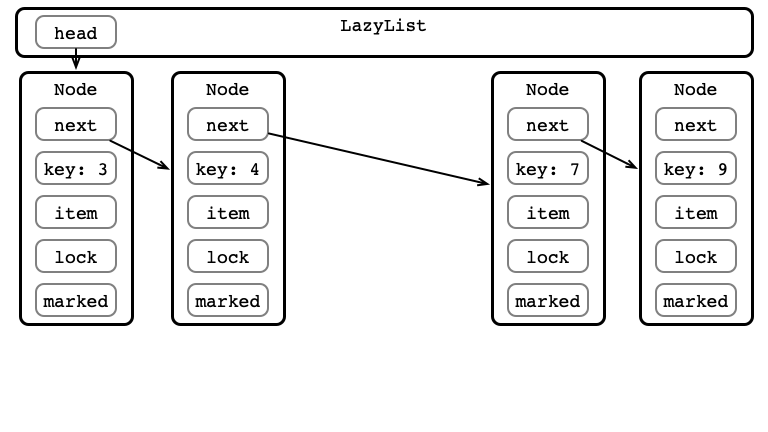 head
LazyList
Node
next
key: 3
item
lock
marked
Node
next
key: 4
item
lock
marked
Node
next
key: 7
item
lock
marked
Node
next
key: 9
item
lock
marked